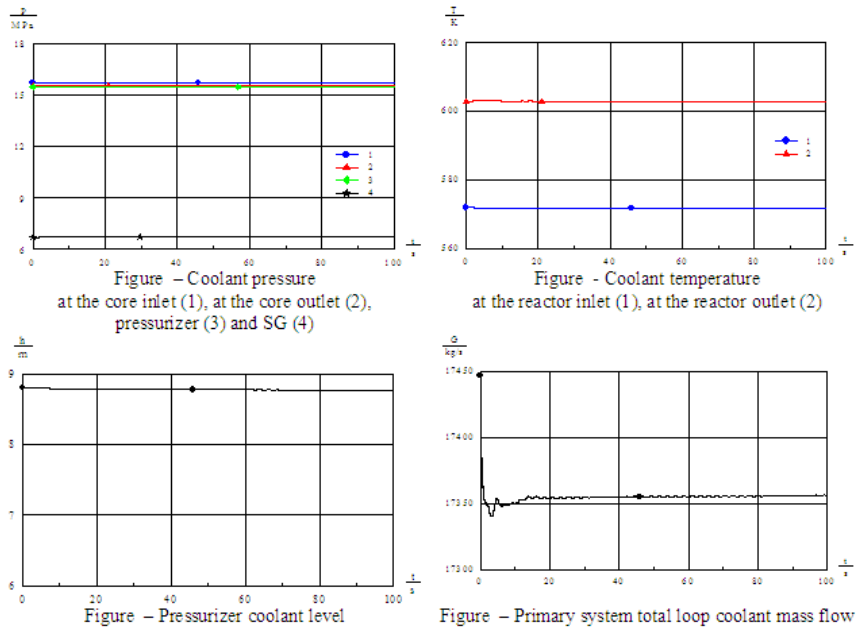 P
MPa
18
15
12
9
6
0 20 40 60 80 100
t
s
1
2
3
4
Figure – Coolant pressure
at the core inlet (1), at the core outlet (2),
pressurizer (3) and SG (4)
T
K
620
600
580
560
0 20 40 60 80 100
t
s
1
2
Figure - Coolant temperature
at the reactor inlet (1), at the reactor outlet (2)
h
m
9
8
7
6
0 20 40 60 80 100
t
s
Figure – Pressurizer coolant level
G
kg/s
17450
17400
17350
17300
0 20 40 60 80 100
t
s
Figure – Primary system total loop coolant mass flow